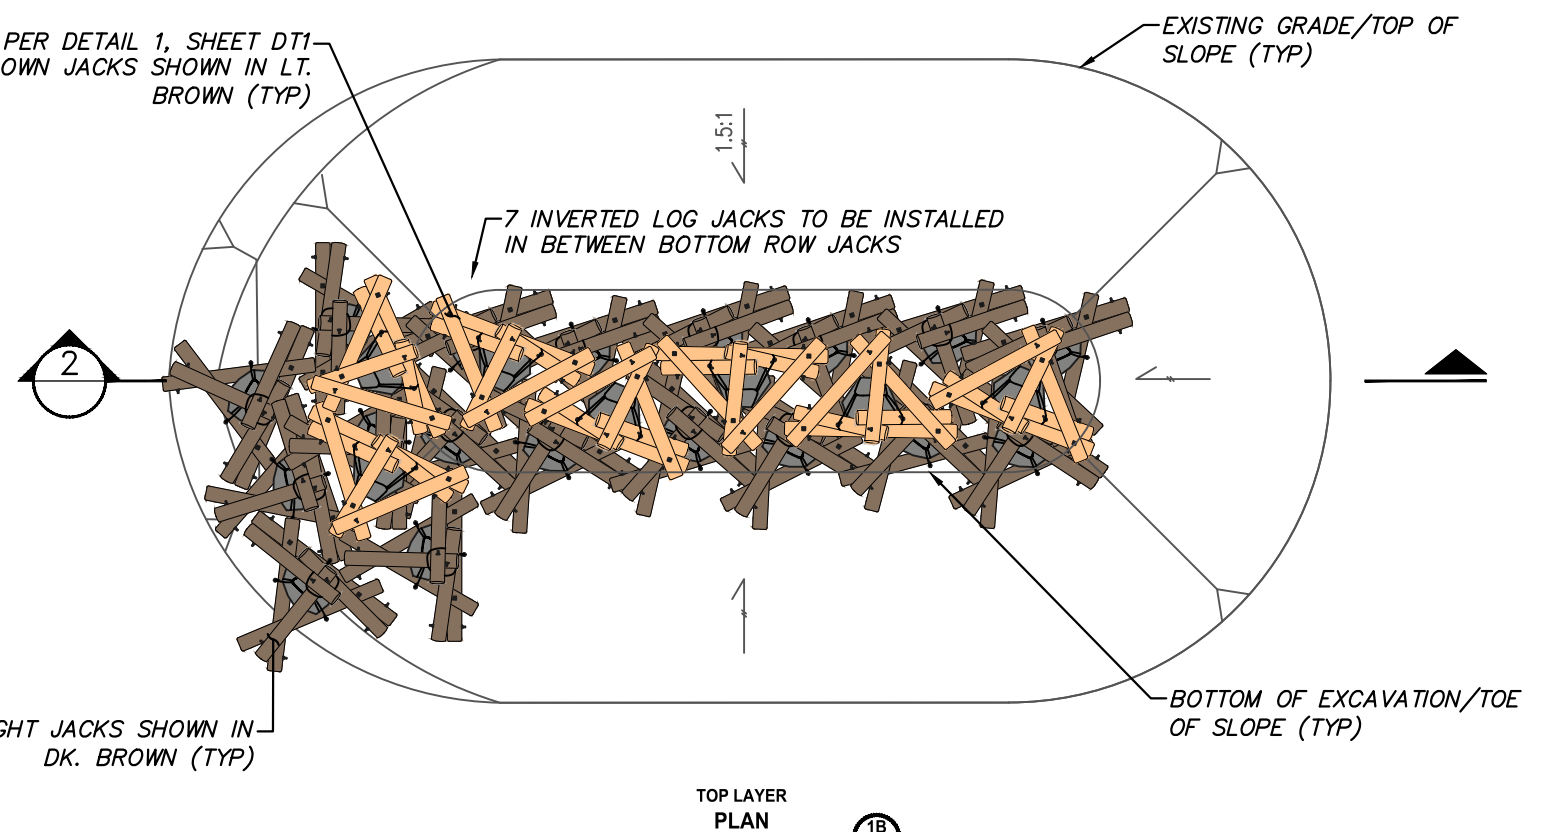 PER DETAIL 1, SHEET DT1
OWN JACKS SHOWN IN LT.
BROWN (TYP)
EXISTING GRADE/TOP OF
SLOPE (TYP)
1.5:1
7 INVERTED LOG JACKS TO BE INSTALLED
IN BETWEEN BOTTOM ROW JACKS
2
GHT JACKS SHOWN IN
DK. BROWN (TYP)
BOTTOM OF EXCAVATION/TOE
OF SLOPE (TYP)
TOP LAYER
PLAN
1B